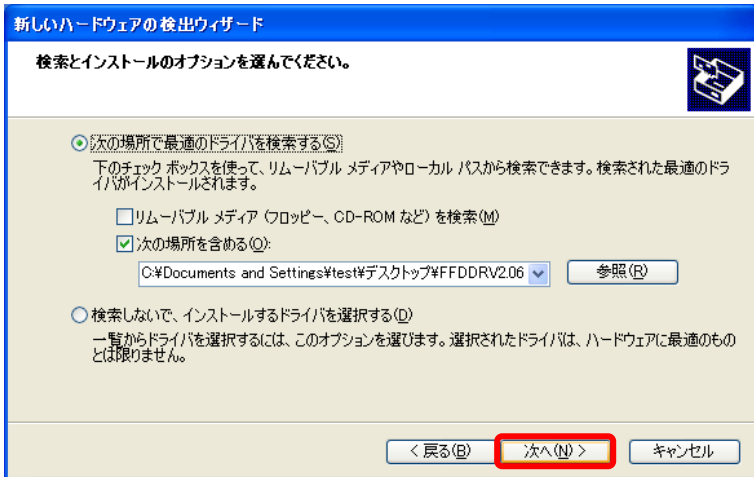 新しいハードウェアの検出ウィザード
検索とインストールのオプションを選んでください。
次の場所で最適のドライバを検索する(S)
下のチェック ボックスを使って、リムーバブル メディアやローカル パスから検索できます。検索された最適のドラ
イバがインストールされます。
リムーバブル メディア (フロッピー、CD-ROM など) を検索(M)
次の場所を含める(O):
C:¥Documents and Settings¥test¥デスクトップ¥FFDDRV2.06
参照(R)
検索しないで、インストールするドライバを選択する(D)
一覧からドライバを選択するには、このオプションを選びます。選択されたドライバは、ハードウェアに最適のもの
とは限りません。
< 戻る(B)
次へ(N) >
キャンセル